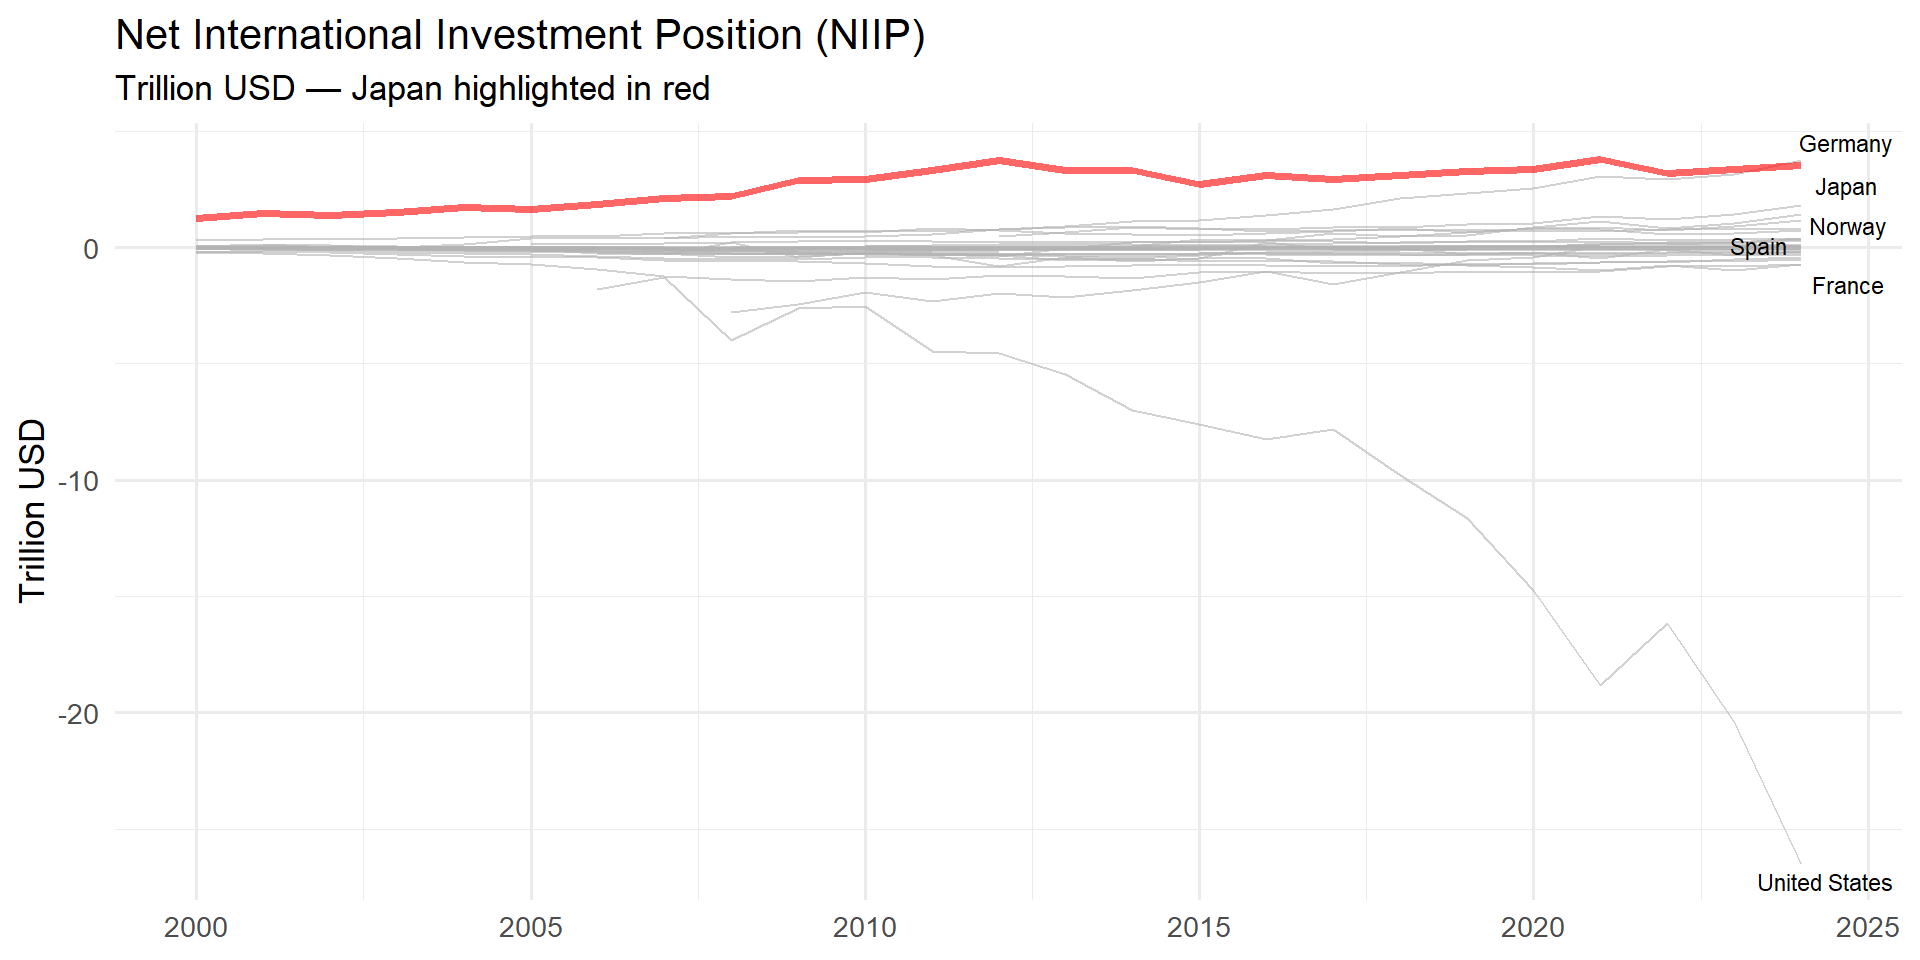 Net International Investment Position (NIIP)
Trillion USD — Japan highlighted in red
Trillion USD
0
-10
-20
Germany
Japan
Norway
Spain
France
United States
2000
2005
2010
2015
2020
2025